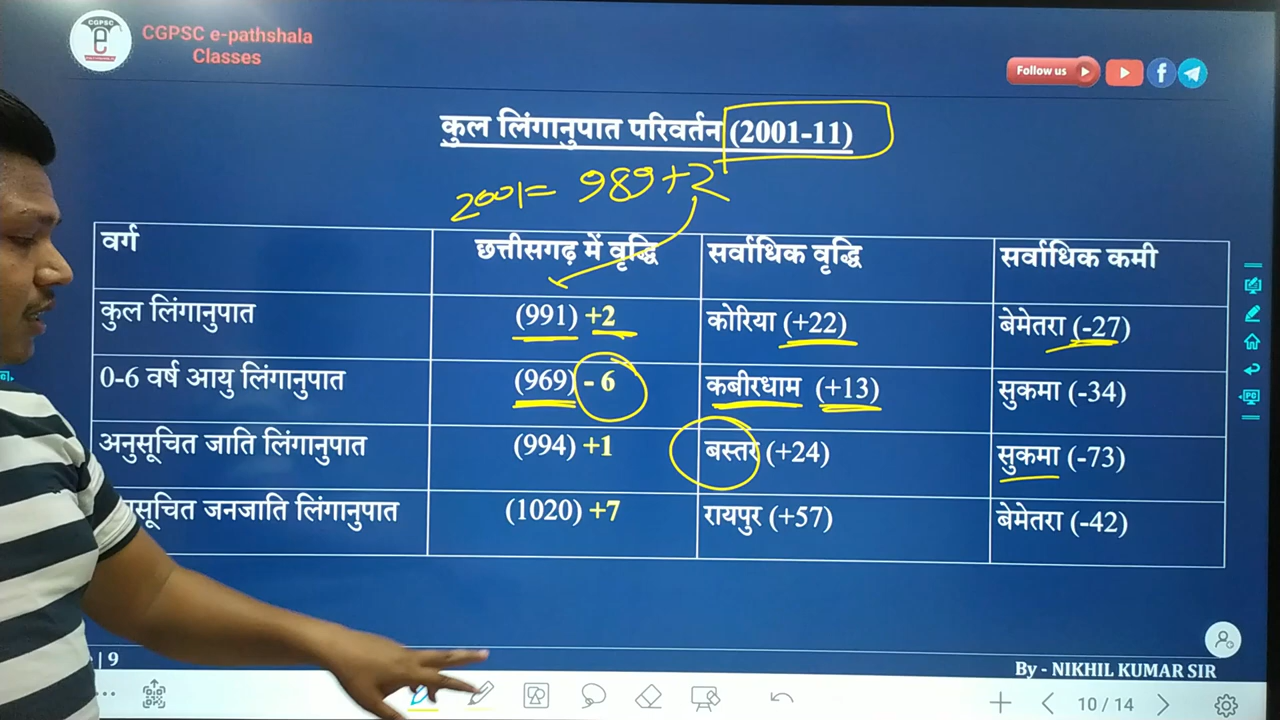 CGPSC
e
CGPSC e-pathshala
Classes
Follow us
कुल लिंगानुपात परिवर्तन (2001-11)
2001= 989+2
वर्ग छत्तीसगढ़ में वृद्धि सर्वाधिक वृद्धि सर्वाधिक कमी
कुल लिंगानुपात (991) +2 कोरिया (+22) बेमेतरा (-27)
0-6 वर्ष आयु लिंगानुपात (969) - 6 कबीरधाम (+13) सुकमा (-34)
अनुसूचित जाति लिंगानुपात (994) +1 बस्तर (+24) सुकमा (-73)
सूचित जनजाति लिंगानुपात (1020) +7 रायपुर (+57) बेमेतरा (-42)
| 9
By - NIKHIL KUMAR SIR
10 / 14
PC